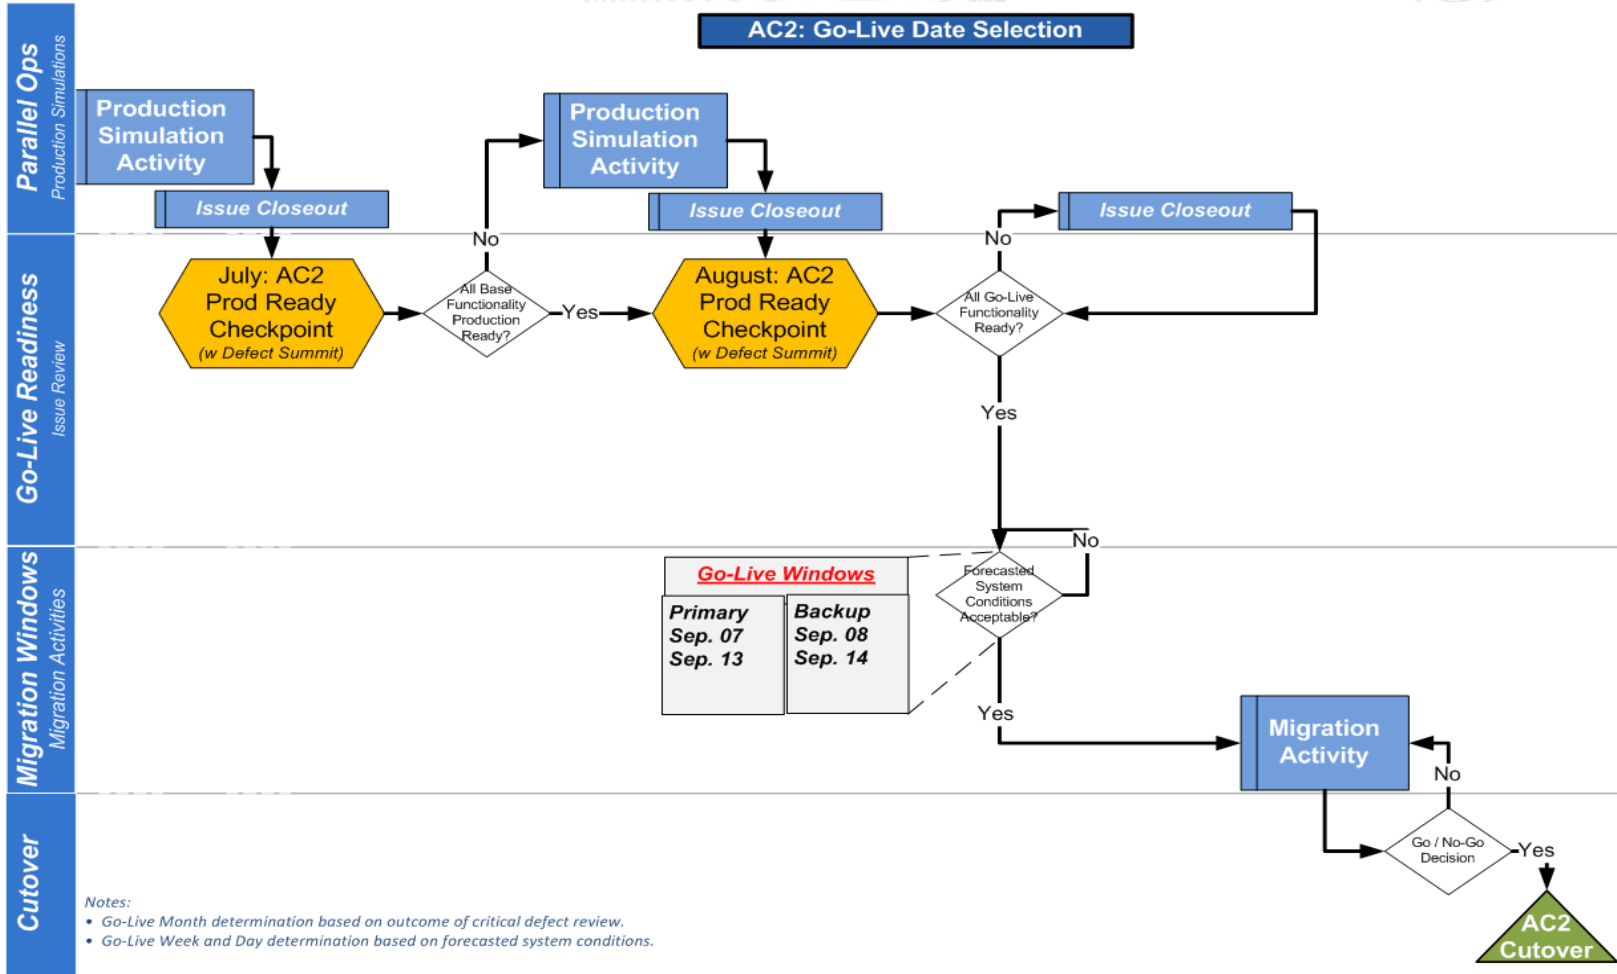 AC2: Go-Live Date Selection
Parallel Ops
Production Simulations
Production
Simulation
Activity
Issue Closeout
Production
Simulation
Activity
Issue Closeout
Issue Closeout
No
No
Go-Live Readiness
Issue Review
July: AC2
Prod Ready
Checkpoint
(w Defect Summit)
All Base
Functionality
Production
Ready?
Yes
August: AC2
Prod Ready
Checkpoint
(w Defect Summit)
All Go-Live
Functionality
Ready?
Yes
Migration Windows
Migration Activities
No
Go-Live Windows
Primary
Sep. 07
Sep. 13
Backup
Sep. 08
Sep. 14
Forecasted
System
Conditions
Acceptable?
Yes
Migration
Activity
No
Cutover
Go / No-Go
Decision
Yes
AC2
Cutover
Notes:
• Go-Live Month determination based on outcome of critical defect review.
• Go-Live Week and Day determination based on forecasted system conditions.